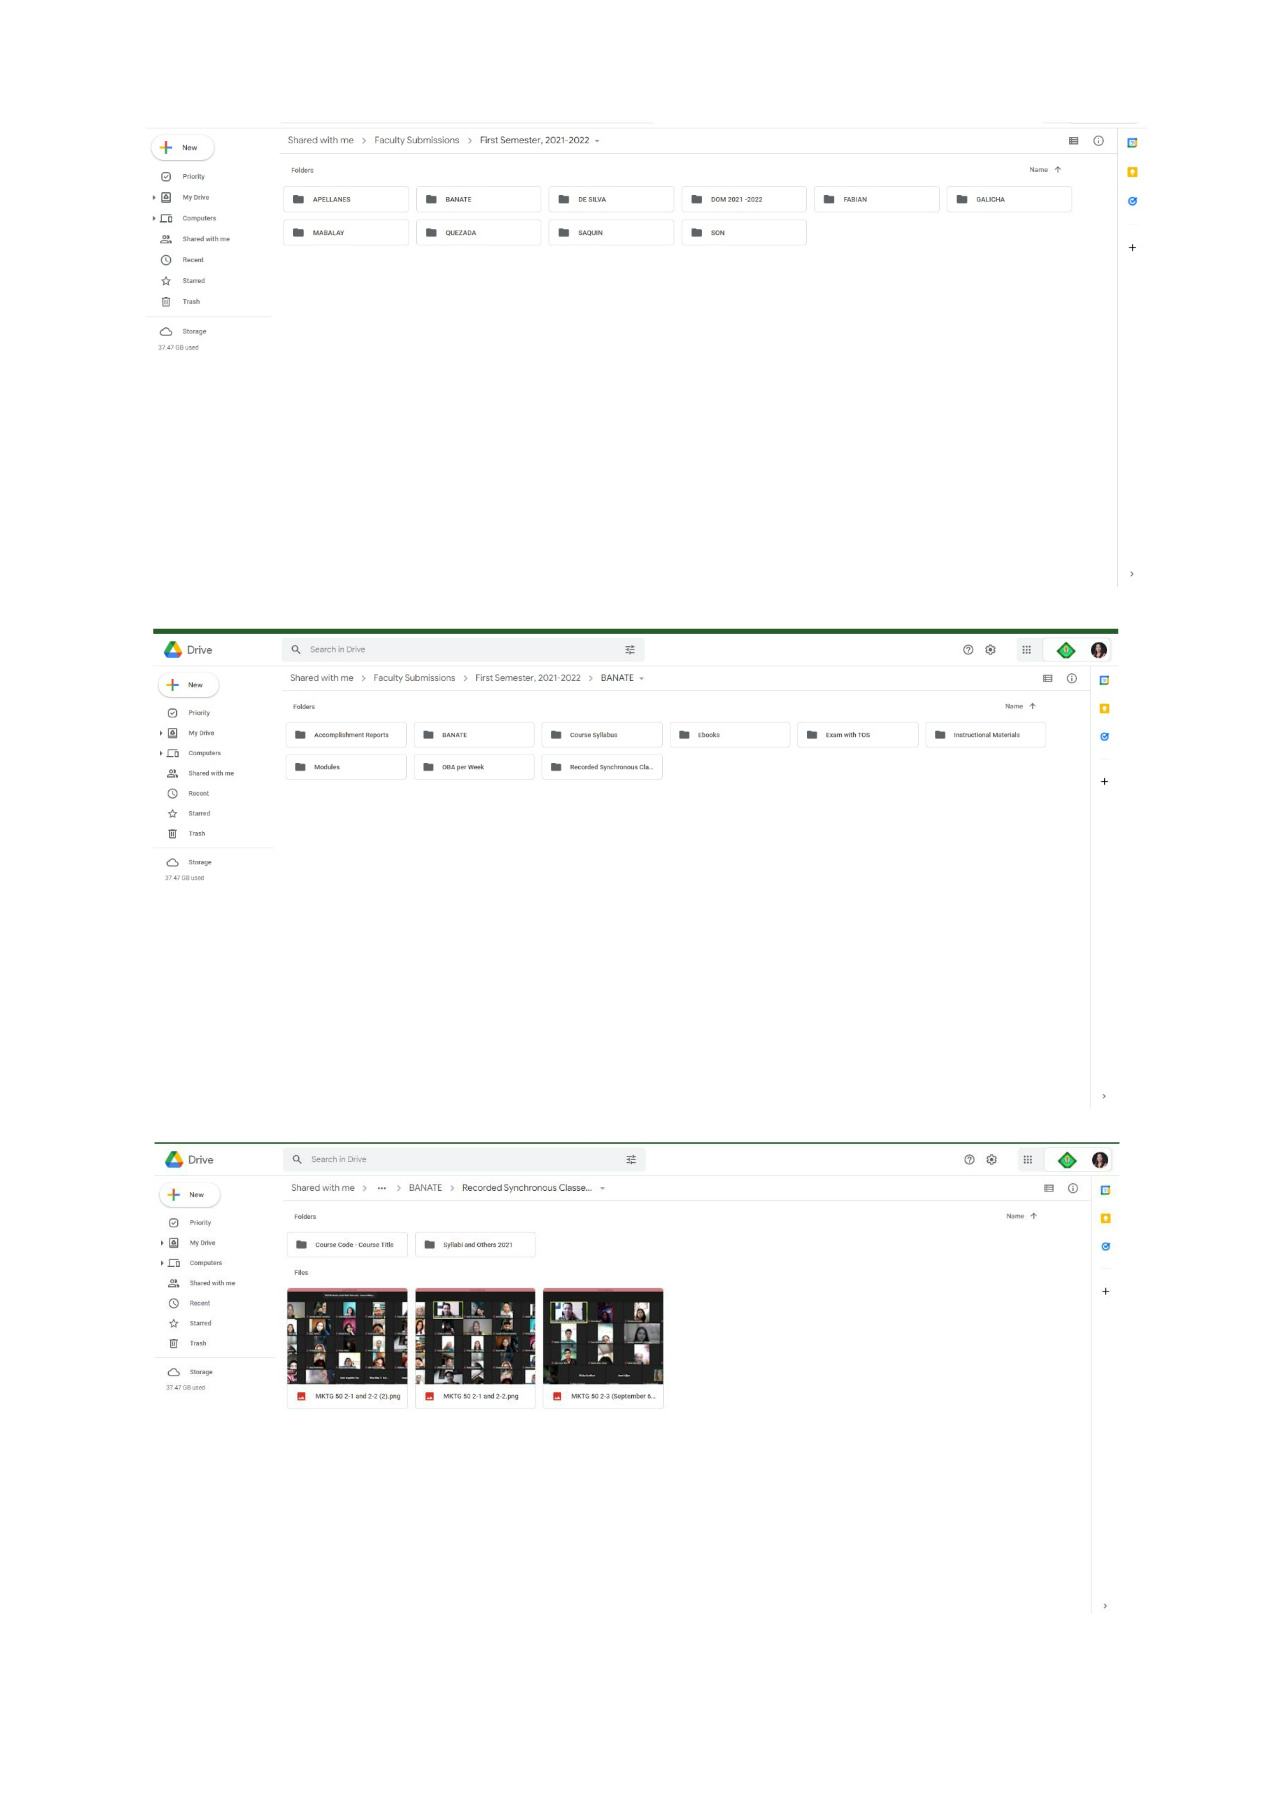 Shared with me > Faculty Submissions > First Semester, 2021-2022
New
Folders
Name
Priority
My Drive
Computers
Shared with me
Recent
Starred
Trash
Storage
37.47 GB used
APELLANES
BANATE
DE SILVA
DOM 2021 -2022
FABIAN
GALICHA
MABALAY
QUEZADA
SAQUIN
SON
Drive
Search in Drive
Shared with me > Faculty Submissions > First Semester, 2021-2022 > BANATE
New
Folders
Name
Priority
My Drive
Computers
Shared with me
Recent
Starred
Trash
Storage
37.47 GB used
Accomplishment Reports
BANATE
Course Syllabus
Ebooks
Exam with TOS
Instructional Materials
Modules
OBA per Week
Recorded Synchronous Cla...
Drive
Search in Drive
Shared with me > ... > BANATE > Recorded Synchronous Classe...
New
Folders
Name
Priority
My Drive
Computers
Shared with me
Recent
Starred
Trash
Storage
37.47 GB used
Course Code - Course Title
Syllabi and Others 2021
Files
MKTG 50 2-1 and 2-2 (2).png
MKTG 50 2-1 and 2-2.png
MKTG 50 2-3 (September 6...